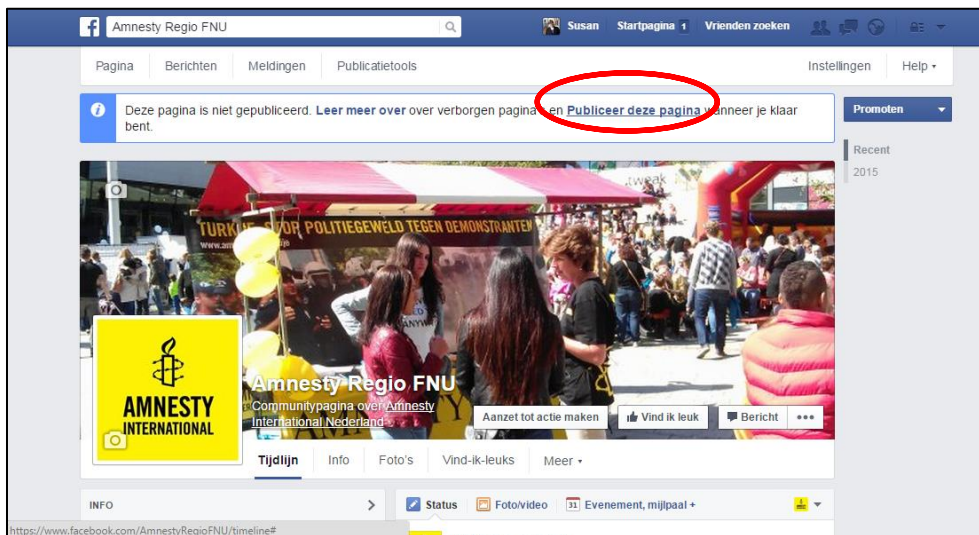 Amnesty Regio FNU
Susan Startpagina 1 Vrienden zoeken
Pagina Berichten Meldingen Publicatietools Instellingen Help
Deze pagina is niet gepubliceerd. Leer meer over over verborgen pagina en Publiceer deze pagina wanneer je klaar
bent.
Promoten
Recent
2015
tweak
POLITIEGEWELD TEGEN DEMONSTRANTEN
AMNESTY
INTERNATIONAL
Amnesty Regio FNU
Communitypagina over Amnesty
International Nederland
Aanzet tot actie maken Vind ik leuk Bericht
Tijdlijn Info Foto's Vind-ik-leuks Meer
INFO
Status Foto/video 31 Evenement, mijlpaal +
https://www.facebook.com/AmnestyRegioFNU/timeline#